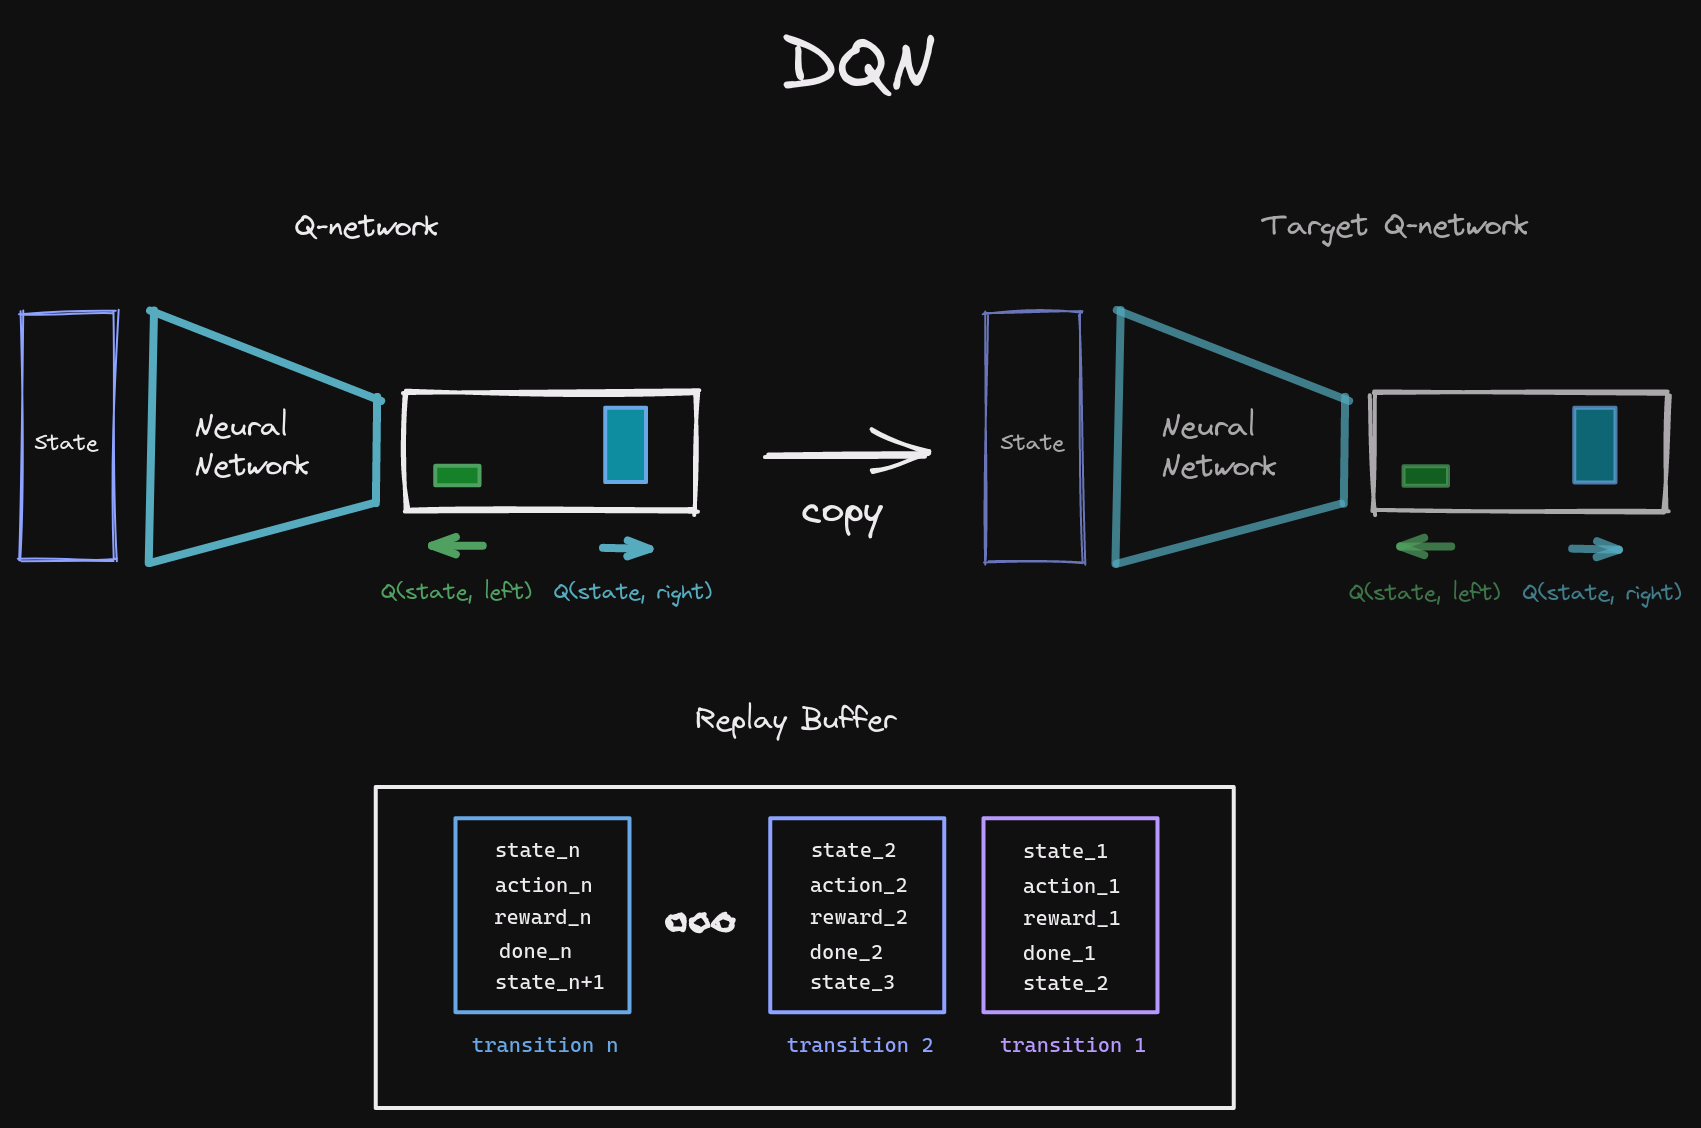 DQN
Q-network
State
Neural
Network
Q(state, left)
Q(state, right)
copy
Target Q-network
State
Neural
Network
Q(state, left)
Q(state, right)
Replay Buffer
state_n
action_n
reward_n
done_n
state_n+1
transition n
state_2
action_2
reward_2
done_2
state_3
transition 2
state_1
action_1
reward_1
done_1
state_2
transition 1